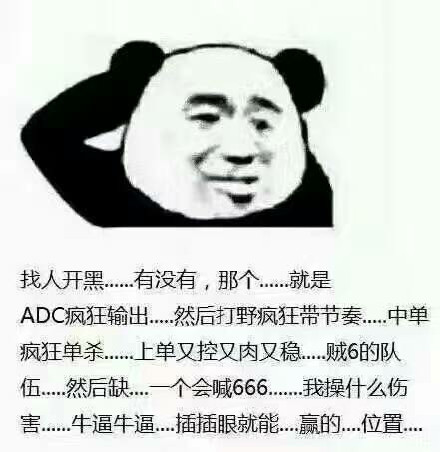 找人开黑......有没有，那个......就是
ADC疯狂输出.....然后打野疯狂带节奏.....中单
疯狂单杀......上单又控又肉又稳.....贼6的队
伍.....然后缺....一个会喊666.......我操什么伤
害......牛逼牛逼....插插眼就能....赢的....位置....